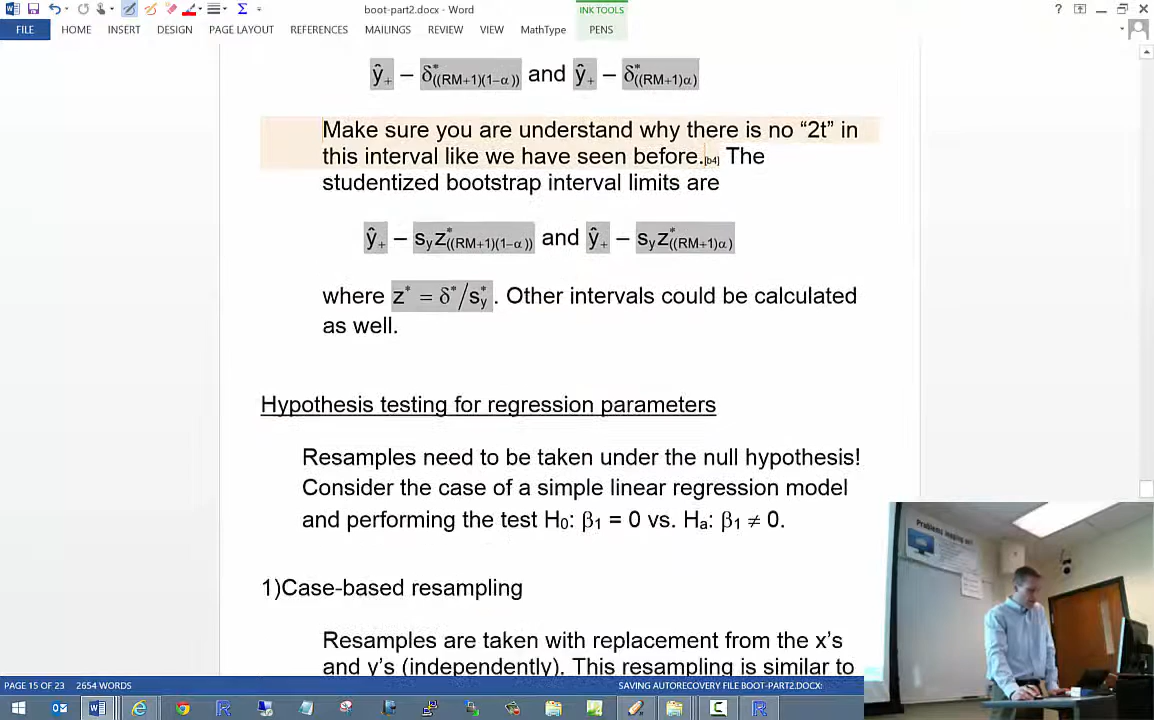 boot-part2.docx - Word
INK TOOLS
FILE HOME INSERT DESIGN PAGE LAYOUT REFERENCES MAILINGS REVIEW VIEW MathType PENS
ŷ₊ – δ*₍₍RM+1)(1–α)) and ŷ₊ – δ*₍₍RM+1)α)
Make sure you are understand why there is no “2t” in
this interval like we have seen before.[b4] The
studentized bootstrap interval limits are
ŷ₊ – s_y z*₍₍RM+1)(1–α)) and ŷ₊ – s_y z*₍₍RM+1)α)
where z* = δ*/s*_y. Other intervals could be calculated
as well.
Hypothesis testing for regression parameters
Resamples need to be taken under the null hypothesis!
Consider the case of a simple linear regression model
and performing the test H₀: β₁ = 0 vs. Hₐ: β₁ ≠ 0.
1)Case-based resampling
Resamples are taken with replacement from the x’s
and y’s (independently). This resampling is similar to
PAGE 15 OF 23 2654 WORDS SAVING AUTORECOVERY FILE BOOT-PART2.DOCX: